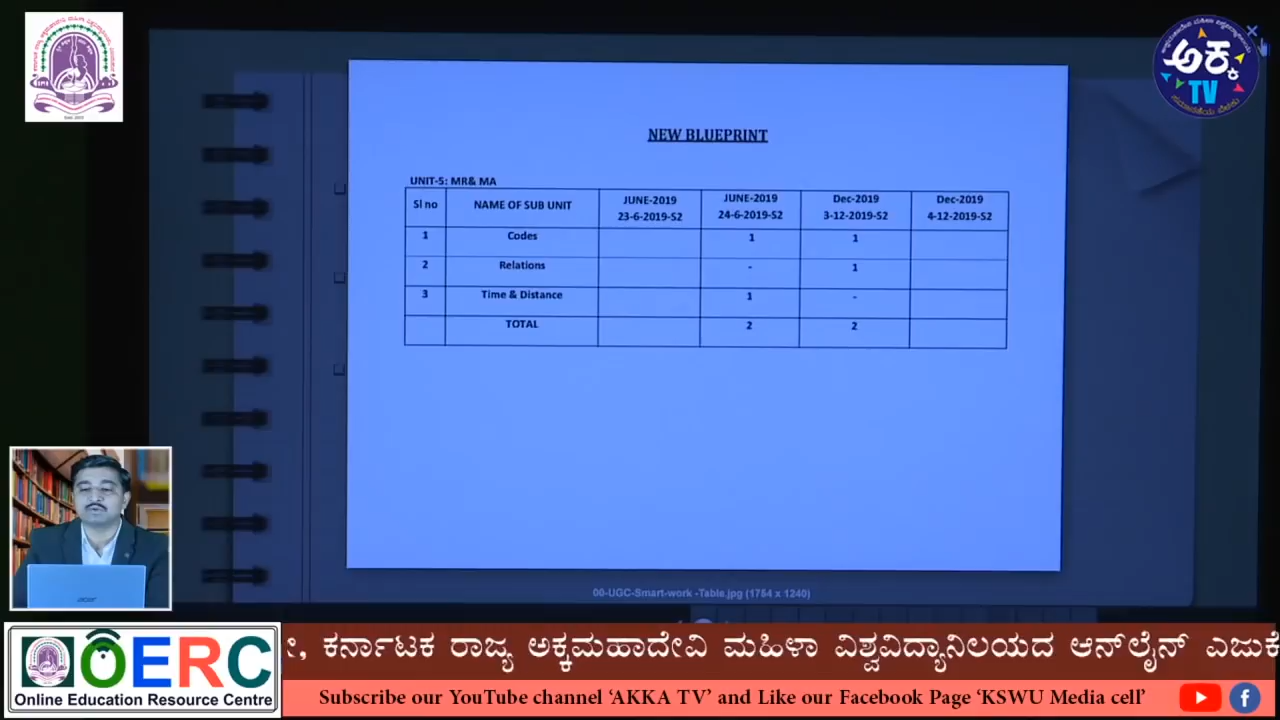 ಅಕ್ಕ
TV
NEW BLUEPRINT
UNIT-5: MR& MA
Sl no NAME OF SUB UNIT JUNE-2019 23-6-2019-S2 JUNE-2019 24-6-2019-S2 Dec-2019 3-12-2019-S2 Dec-2019 4-12-2019-S2
1 Codes 1 1
2 Relations - 1
3 Time & Distance 1 -
TOTAL 2 2
00-UGC-Smart-work -Table.jpg (1754 x 1240)
acer
OERC
Online Education Resource Centre
ಕರ್ನಾಟಕ ರಾಜ್ಯ ಅಕ್ಕಮಹಾದೇವಿ ಮಹಿಳಾ ವಿಶ್ವವಿದ್ಯಾನಿಲಯದ ಆನ್‌ಲೈನ್ ಎಜುಕೆ
Subscribe our YouTube channel ‘AKKA TV’ and Like our Facebook Page ‘KSWU Media cell’